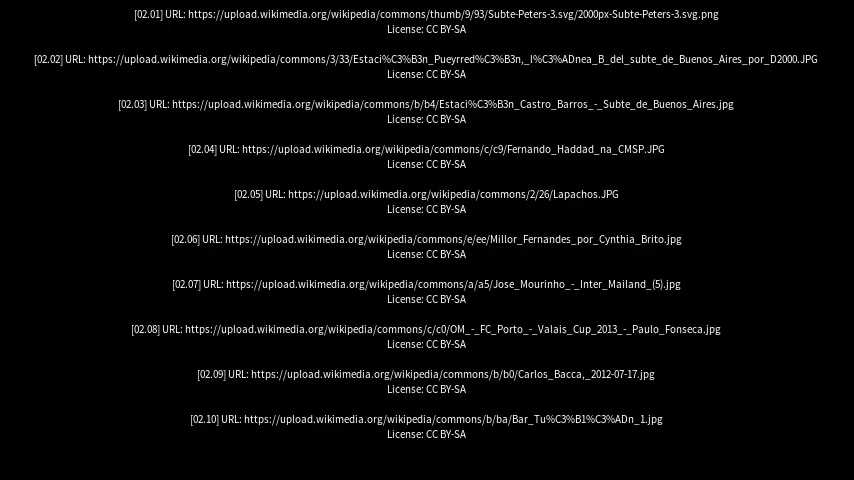 [02.01] URL: https://upload.wikimedia.org/wikipedia/commons/thumb/9/93/Subte-Peters-3.svg/2000px-Subte-Peters-3.svg.png
License: CC BY-SA
[02.02] URL: https://upload.wikimedia.org/wikipedia/commons/3/33/Estaci%C3%B3n_Pueyrred%C3%B3n,_l%C3%ADnea_B_del_subte_de_Buenos_Aires_por_D2000.JPG
License: CC BY-SA
[02.03] URL: https://upload.wikimedia.org/wikipedia/commons/b/b4/Estaci%C3%B3n_Castro_Barros_-_Subte_de_Buenos_Aires.jpg
License: CC BY-SA
[02.04] URL: https://upload.wikimedia.org/wikipedia/commons/c/c9/Fernando_Haddad_na_CMSP.JPG
License: CC BY-SA
[02.05] URL: https://upload.wikimedia.org/wikipedia/commons/2/26/Lapachos.JPG
License: CC BY-SA
[02.06] URL: https://upload.wikimedia.org/wikipedia/commons/e/ee/Millor_Fernandes_por_Cynthia_Brito.jpg
License: CC BY-SA
[02.07] URL: https://upload.wikimedia.org/wikipedia/commons/a/a5/Jose_Mourinho_-_Inter_Mailand_(5).jpg
License: CC BY-SA
[02.08] URL: https://upload.wikimedia.org/wikipedia/commons/c/c0/OM_-_FC_Porto_-_Valais_Cup_2013_-_Paulo_Fonseca.jpg
License: CC BY-SA
[02.09] URL: https://upload.wikimedia.org/wikipedia/commons/b/b0/Carlos_Bacca,_2012-07-17.jpg
License: CC BY-SA
[02.10] URL: https://upload.wikimedia.org/wikipedia/commons/b/ba/Bar_Tu%C3%B1%C3%ADn_1.jpg
License: CC BY-SA